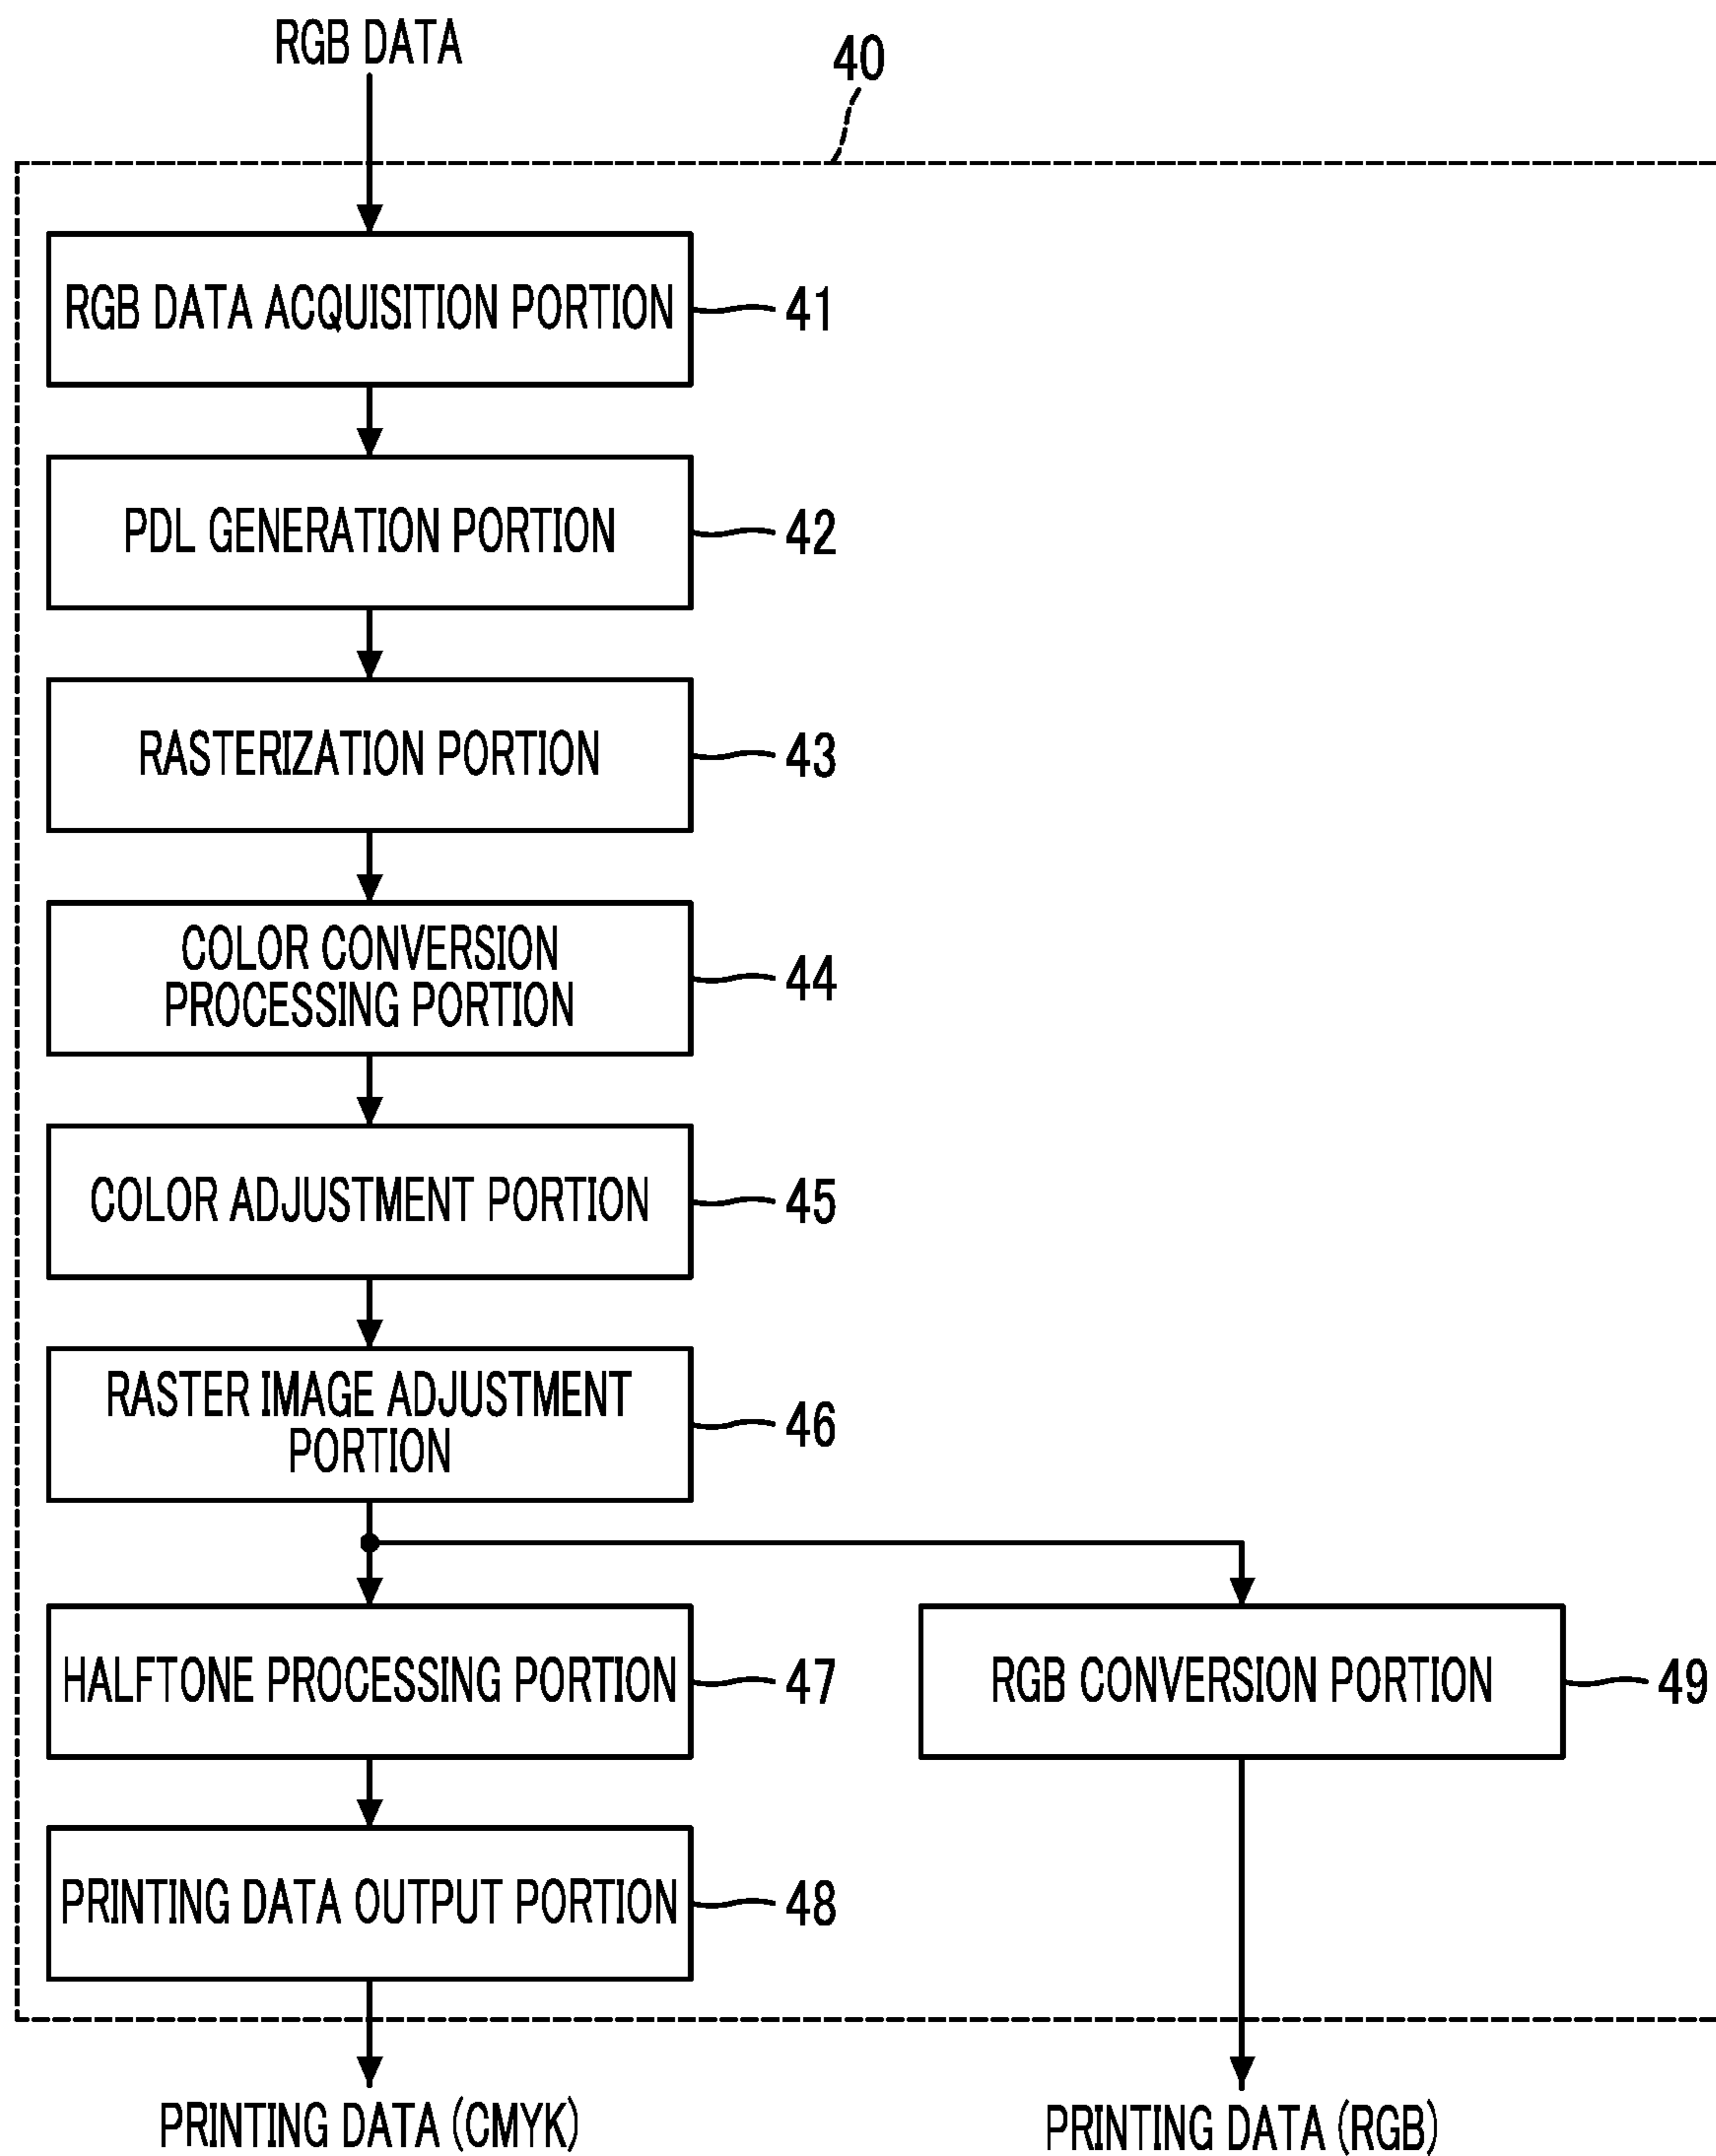 RGB DATA
40
RGB DATA ACQUISITION PORTION
41
PDL GENERATION PORTION
42
RASTERIZATION PORTION
43
COLOR CONVERSION
PROCESSING PORTION
44
COLOR ADJUSTMENT PORTION
45
RASTER IMAGE ADJUSTMENT
PORTION
46
HALFTONE PROCESSING PORTION
47
RGB CONVERSION PORTION
49
PRINTING DATA OUTPUT PORTION
48
PRINTING DATA (CMYK)
PRINTING DATA (RGB)